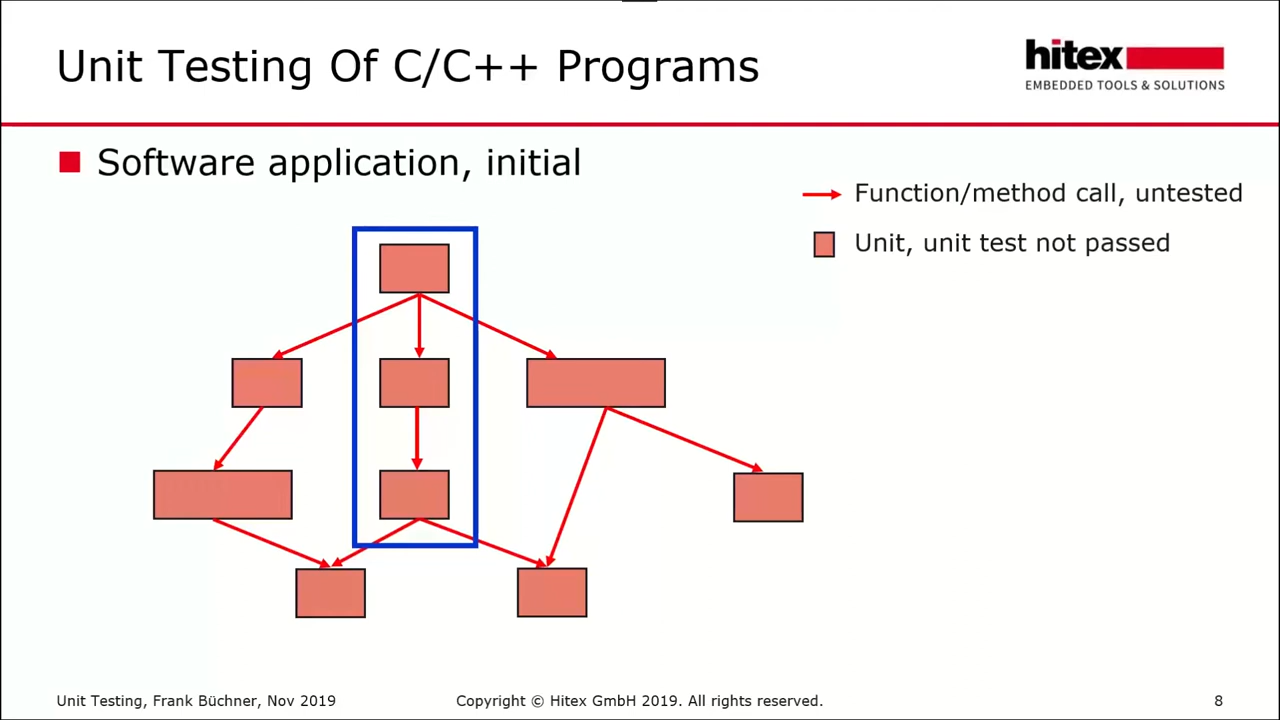 Unit Testing Of C/C++ Programs
hitex
EMBEDDED TOOLS & SOLUTIONS
Software application, initial
Function/method call, untested
Unit, unit test not passed
Unit Testing, Frank Büchner, Nov 2019
Copyright © Hitex GmbH 2019. All rights reserved.
8